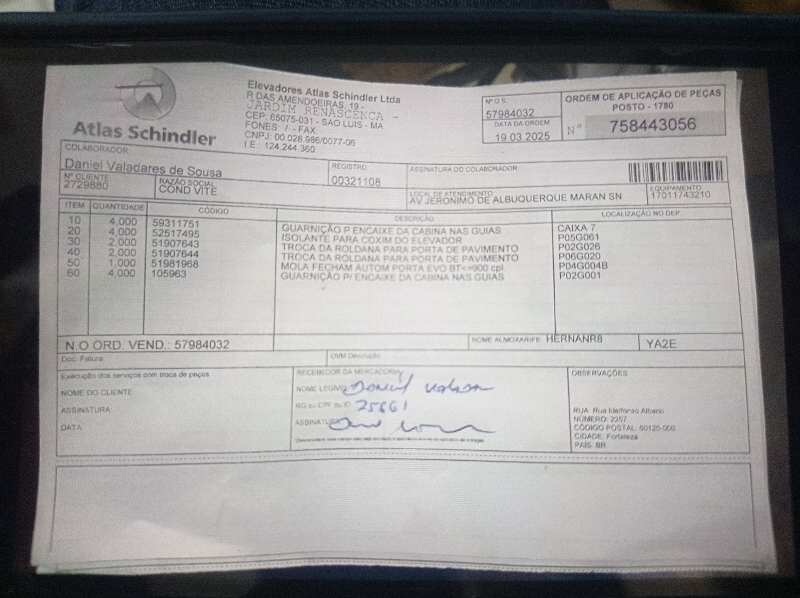 Atlas Schindler
Elevadores Atlas Schindler Ltda
R DAS AMENDOEIRAS, 19 -
JARDIM RENASCENCA -
CEP: 65075-031 - SAO LUIS - MA
FONES: / - FAX:
CNPJ: 00.028.986/0077-06
I.E.: 124.244.360
Nº O.S.
57984032
DATA DA ORDEM
19.03.2025
ORDEM DE APLICAÇÃO DE PEÇAS
POSTO - 1780
Nº 758443056
COLABORADOR
Daniel Valadares de Sousa
REGISTRO
00321108
ASSINATURA DO COLABORADOR
Nº CLIENTE
2729880
RAZÃO SOCIAL
COND VITE
LOCAL DE ATENDIMENTO
AV JERONIMO DE ALBUQUERQUE MARAN SN
EQUIPAMENTO
17011743210
ITEM QUANTIDADE CÓDIGO DESCRIÇÃO LOCALIZAÇÃO NO DEP.
10 4,000 59311751 GUARNIÇÃO P ENCAIXE DA CABINA NAS GUIAS CAIXA 7
20 4,000 52517495 ISOLANTE PARA COXIM DO ELEVADOR P05G061
30 2,000 51907643 TROCA DA ROLDANA PARA PORTA DE PAVIMENTO P02G026
40 2,000 51907644 TROCA DA ROLDANA PARA PORTA DE PAVIMENTO P06G020
50 1,000 51981968 MOLA FECHAM AUTOM PORTA EVO BT<=900 cpl. P04G004B
60 4,000 105963 GUARNIÇÃO P/ ENCAIXE DA CABINA NAS GUIAS P02G001
N.O ORD. VEND.: 57984032
NOME ALMOXARIFE: HERNANR8
YA2E
Doc. Fatura:
OVM Devolução
Execução dos serviços com troca de peças
NOME DO CLIENTE:
ASSINATURA:
DATA
RECEBEDOR DA MERCADORIA
NOME LEGÍVEL: Daniel
RG ou CPF ou ID: 25661
ASSINATURA:
OBSERVAÇÕES
RUA: Rua Idelfonso Albano
NÚMERO: 2257
CÓDIGO POSTAL: 60125-000
CIDADE: Fortaleza
PAÍS: BR